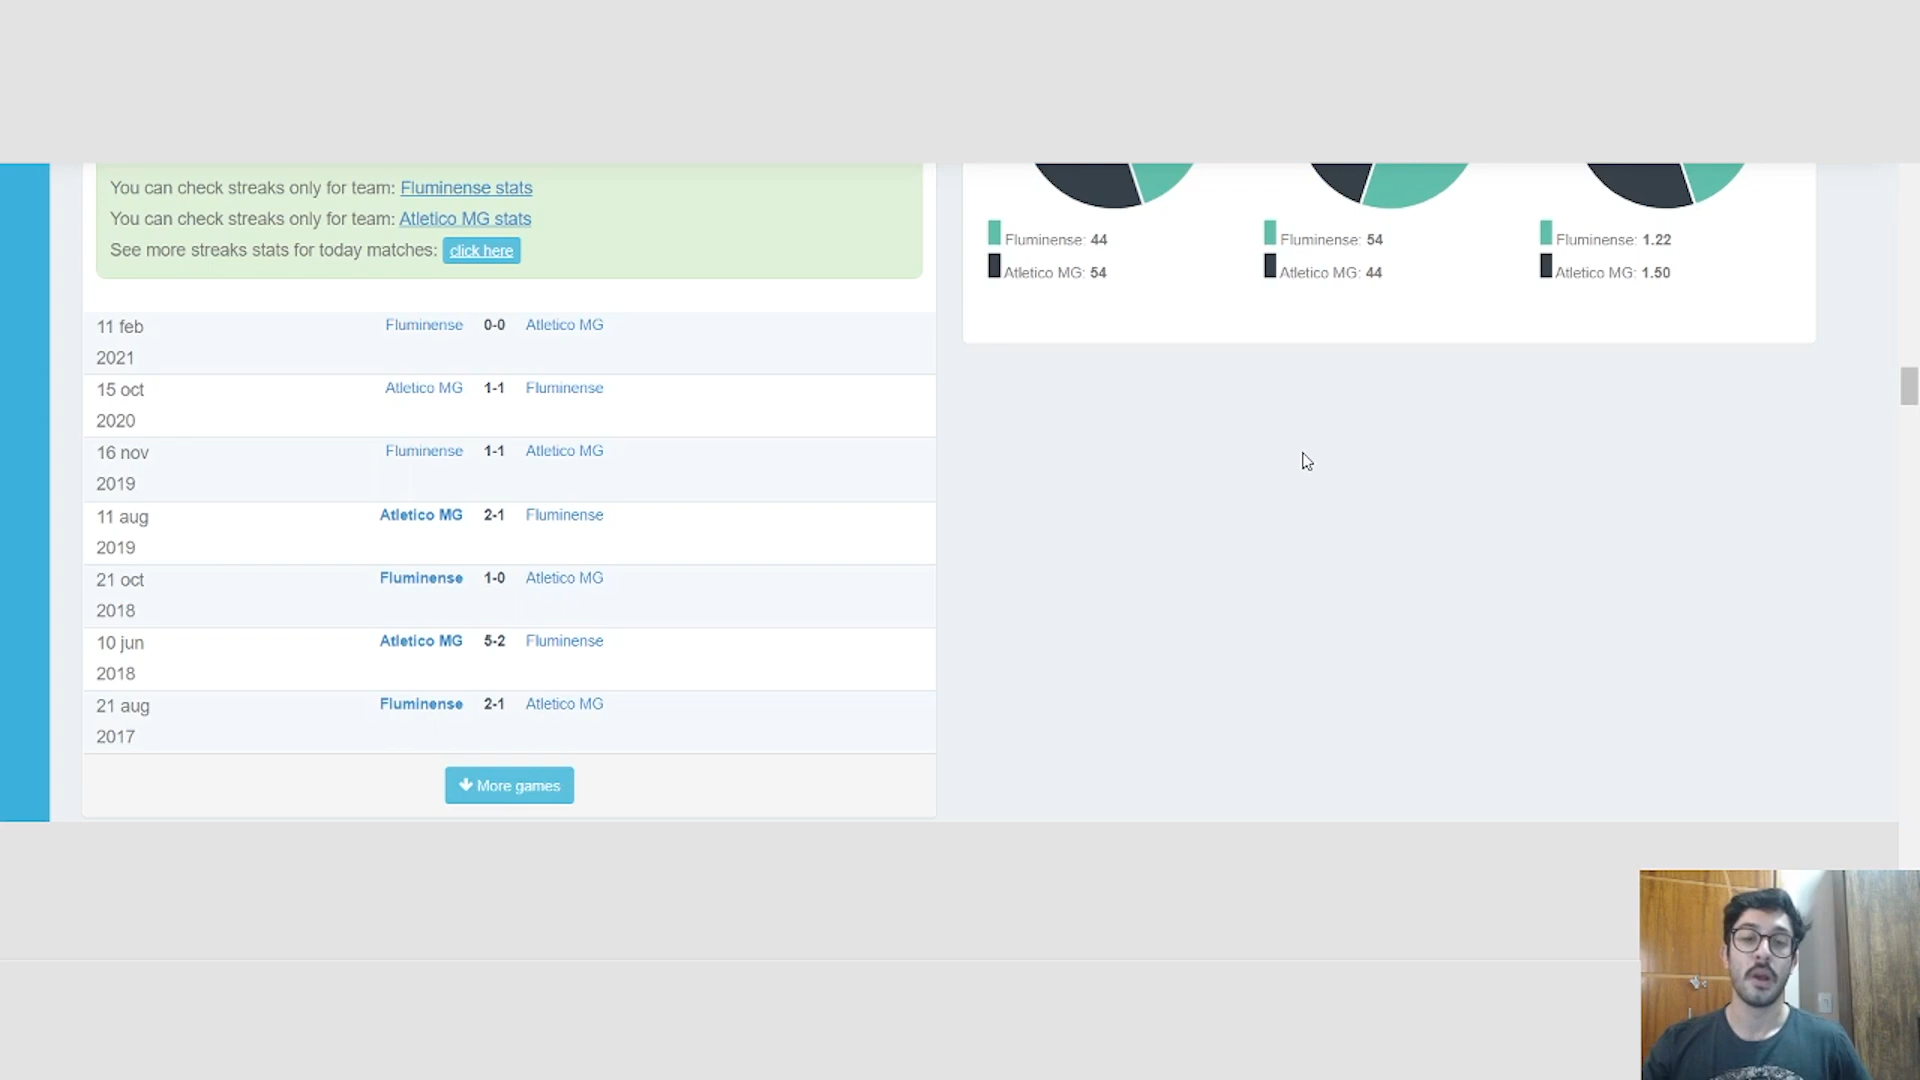 You can check streaks only for team: Fluminense stats
You can check streaks only for team: Atletico MG stats
See more streaks stats for today matches: click here
11 feb 2021 Fluminense 0-0 Atletico MG
15 oct 2020 Atletico MG 1-1 Fluminense
16 nov 2019 Fluminense 1-1 Atletico MG
11 aug 2019 Atletico MG 2-1 Fluminense
21 oct 2018 Fluminense 1-0 Atletico MG
10 jun 2018 Atletico MG 5-2 Fluminense
21 aug 2017 Fluminense 2-1 Atletico MG
More games
Fluminense: 44
Atletico MG: 54
Fluminense: 54
Atletico MG: 44
Fluminense: 1.22
Atletico MG: 1.50